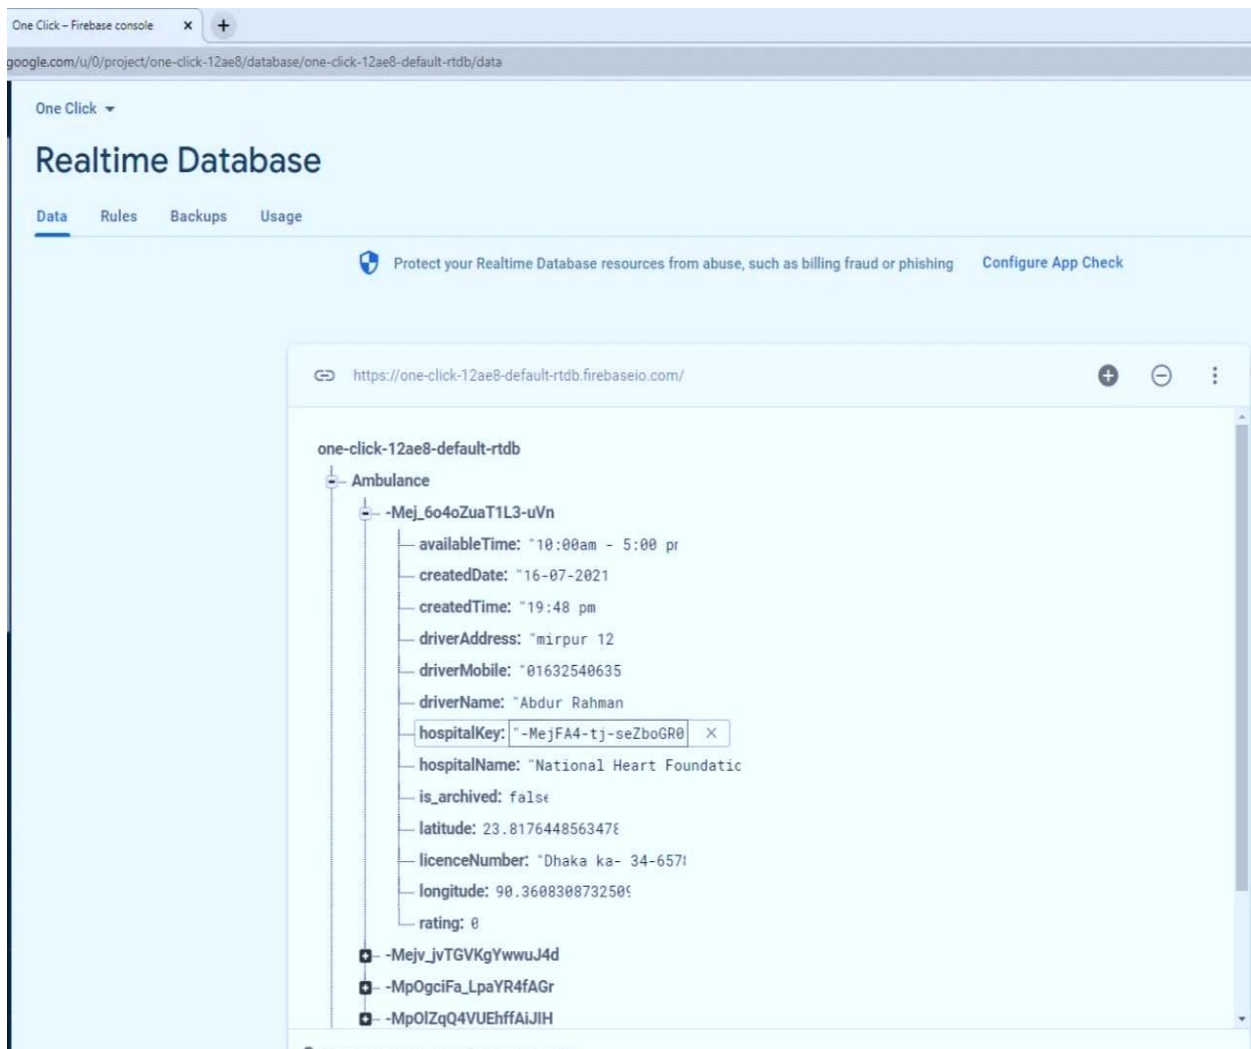 One Click – Firebase console × +
google.com/u/0/project/one-click-12ae8/database/one-click-12ae8-default-rtdb/data
One Click
Realtime Database
Data Rules Backups Usage
Protect your Realtime Database resources from abuse, such as billing fraud or phishing Configure App Check
https://one-click-12ae8-default-rtdb.firebaseio.com/
one-click-12ae8-default-rtdb
Ambulance
-Mej_6o4oZuaT1L3-uVn
availableTime: "10:00am - 5:00 pr
createdDate: "16-07-2021
createdTime: "19:48 pm
driverAddress: "mirpur 12
driverMobile: "01632540635
driverName: "Abdur Rahman
hospitalKey: "-MejFA4-tj-seZboGR0 ×
hospitalName: "National Heart Foundatic
is_archived: false
latitude: 23.8176448563478
licenceNumber: "Dhaka ka- 34-657
longitude: 90.360830873250
rating: 0
-Mejv_jvTGVKgYwwuJ4d
-MpOgciFa_LpaYR4fAGr
-MpOlZqQ4VUEhffAiJIH